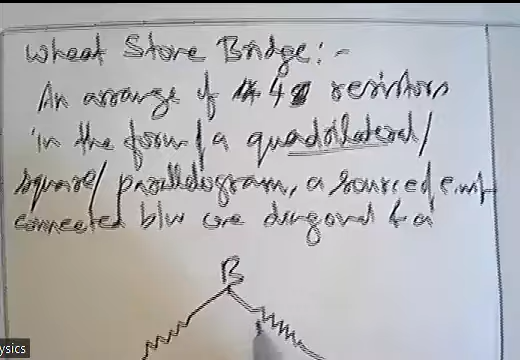 Wheat Stone Bridge:-
An arrange of 4 resistors
in the form of a quadrilateral/
square/ parallelogram, a source of e.m.f
connected b/w one diagonal & a
B
ysics